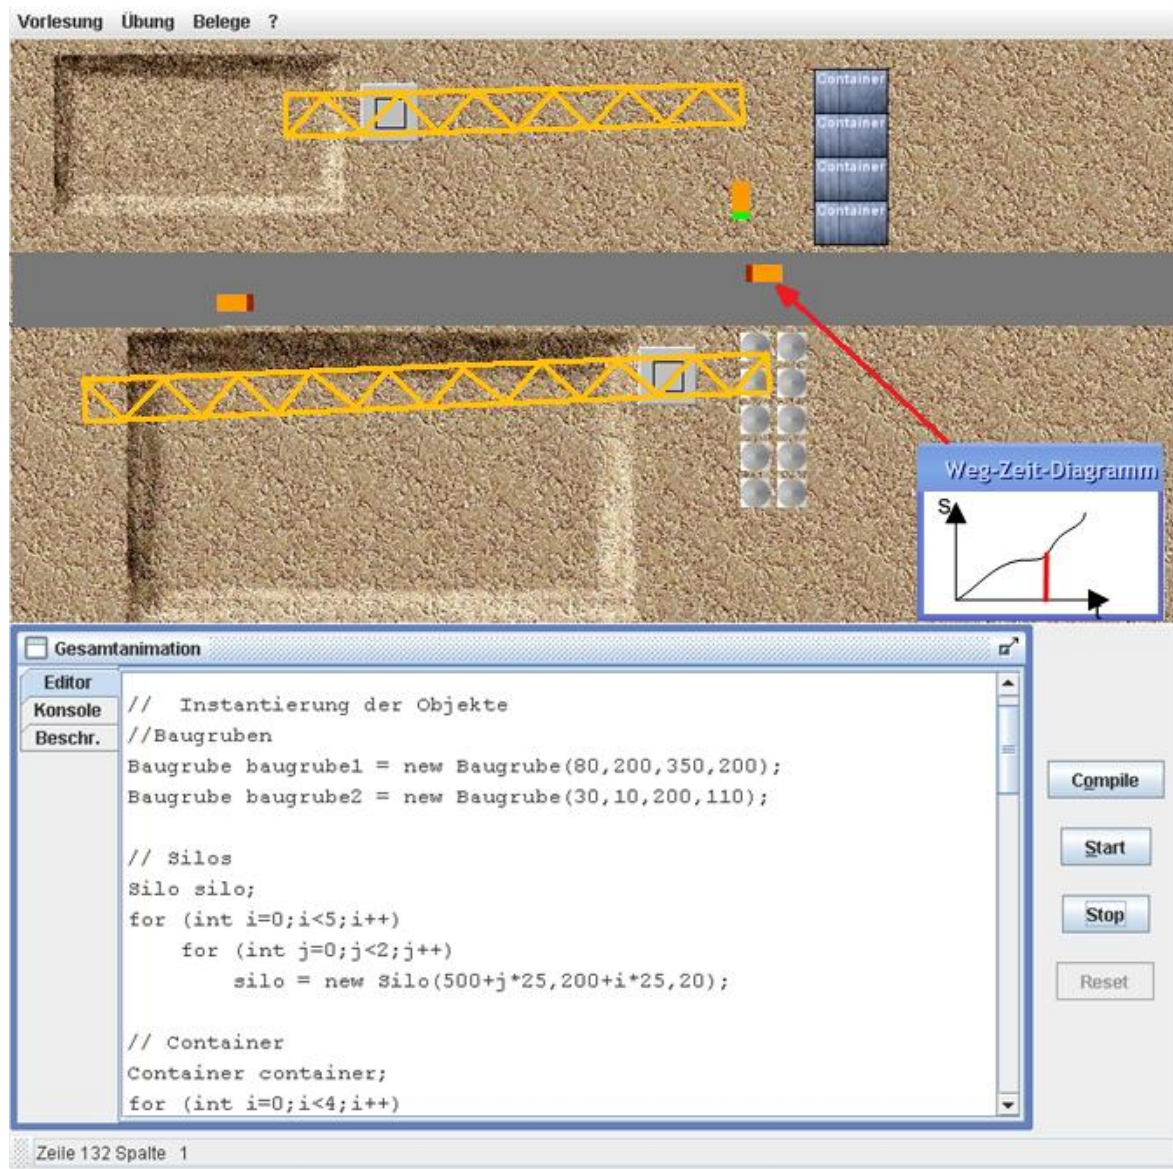 Vorlesung Übung Belege ?
Container
Container
Container
Container
Weg-Zeit-Diagramm
S
t
Gesamtanimation
Editor
Konsole
Beschr.
//  Instantierung der Objekte
//Baugruben
Baugrube baugrube1 = new Baugrube(80,200,350,200);
Baugrube baugrube2 = new Baugrube(30,10,200,110);
// Silos
Silo silo;
for (int i=0;i<5;i++)
for (int j=0;j<2;j++)
silo = new Silo(500+j*25,200+i*25,20);
// Container
Container container;
for (int i=0;i<4;i++)
Compile
Start
Stop
Reset
Zeile 132 Spalte 1